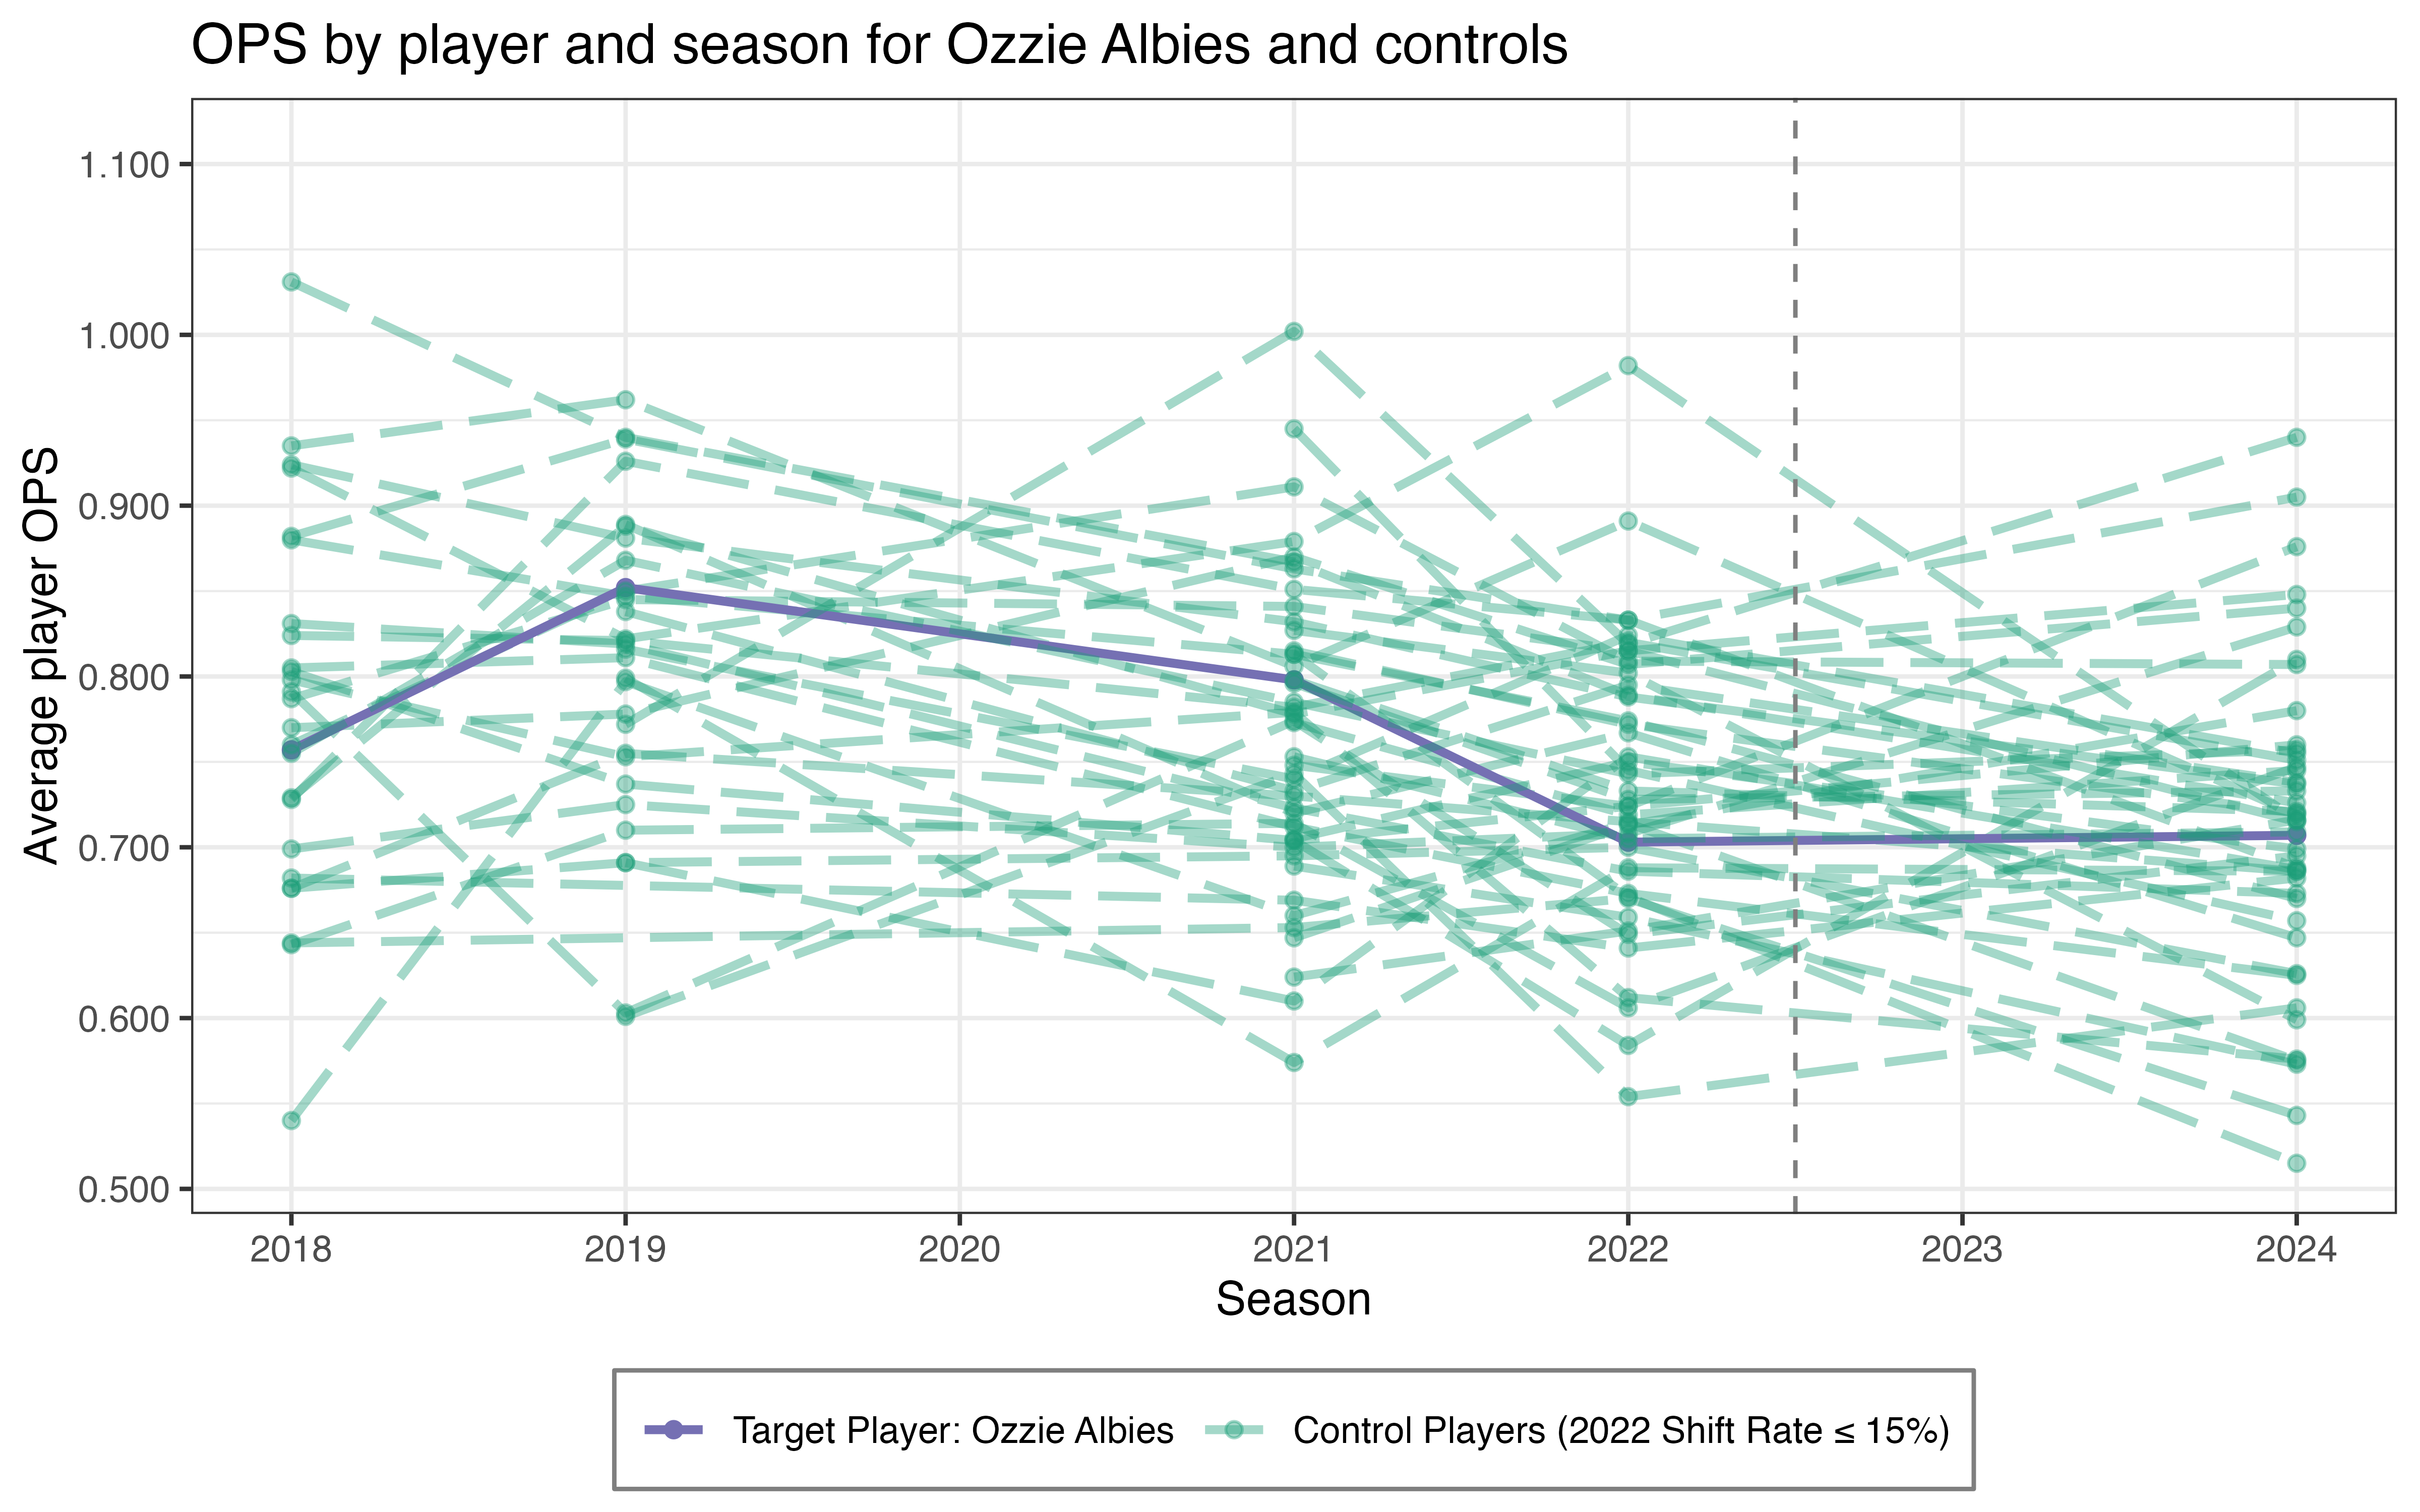 OPS by player and season for Ozzie Albies and controls
Average player OPS
1.100
1.000
0.900
0.800
0.700
0.600
0.500
2018 2019 2020 2021 2022 2023 2024
Season
Target Player: Ozzie Albies Control Players (2022 Shift Rate ≤ 15%)